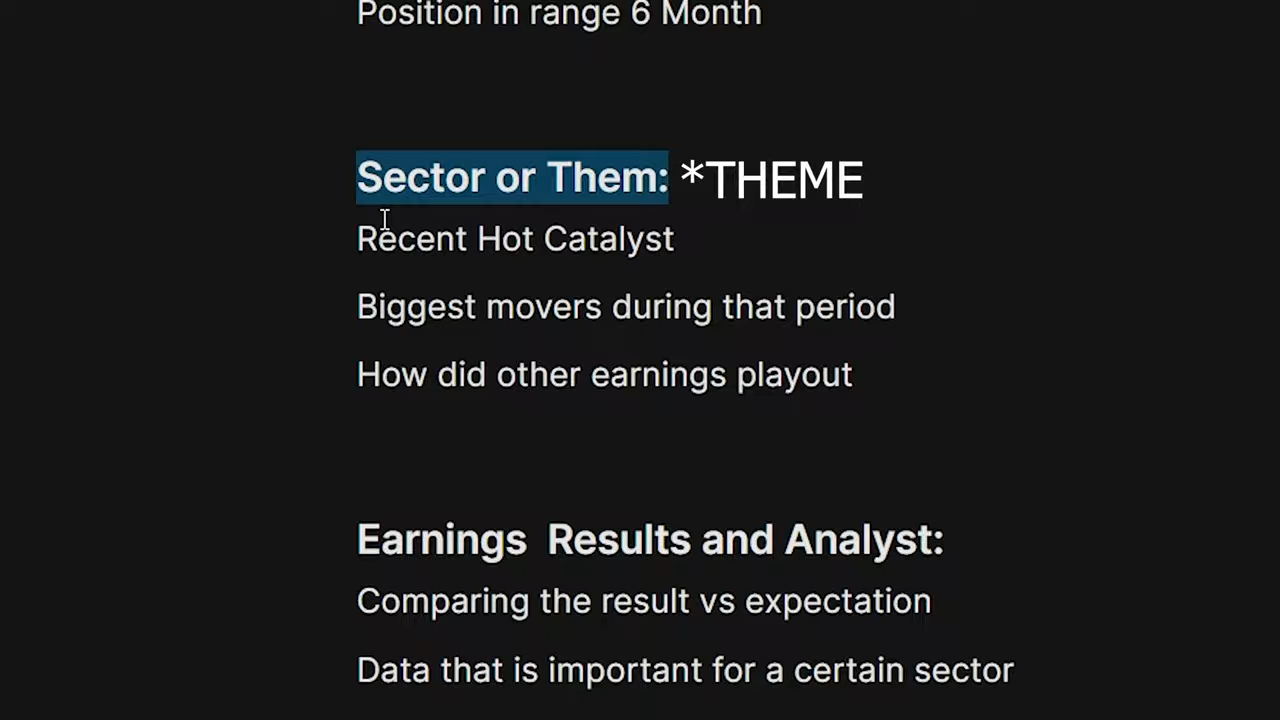 Position in range 6 Month
Sector or Them: *THEME
Recent Hot Catalyst
Biggest movers during that period
How did other earnings playout
Earnings  Results and Analyst:
Comparing the result vs expectation
Data that is important for a certain sector